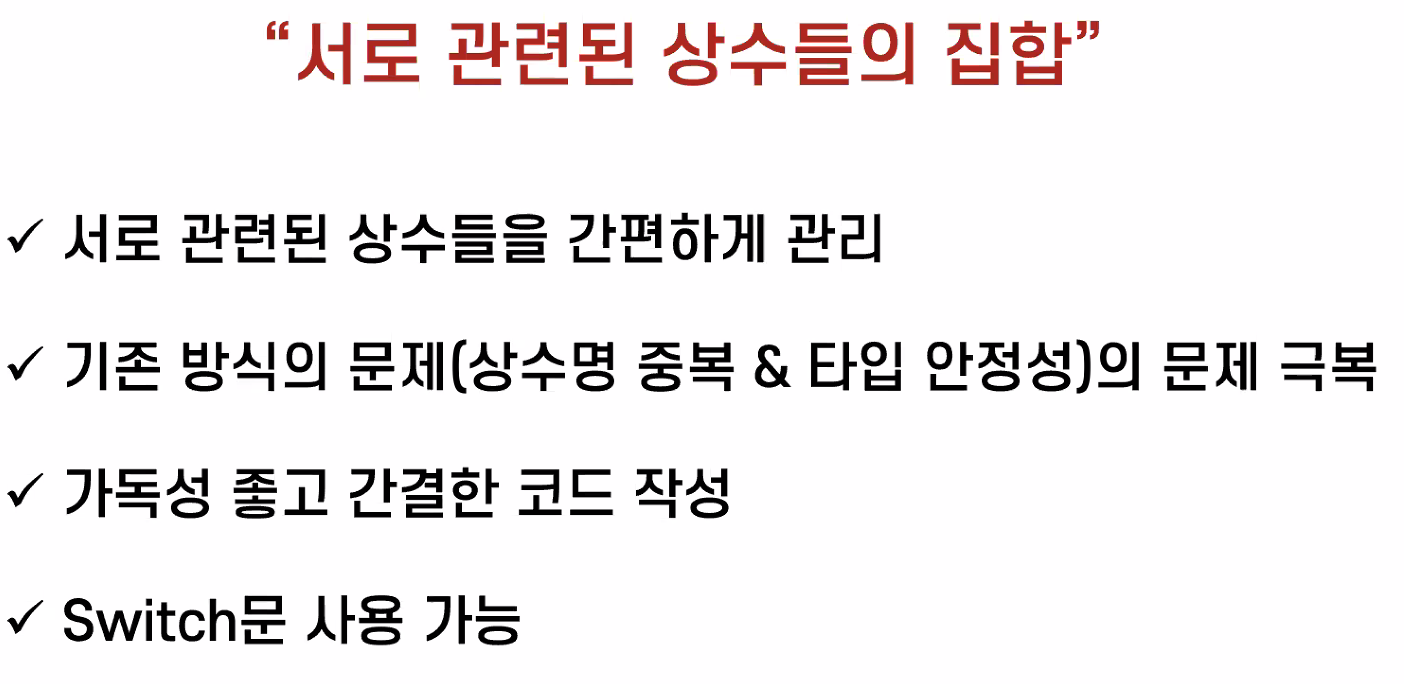 “서로 관련된 상수들의 집합”
✓ 서로 관련된 상수들을 간편하게 관리
✓ 기존 방식의 문제(상수명 중복 & 타입 안정성)의 문제 극복
✓ 가독성 좋고 간결한 코드 작성
✓ Switch문 사용 가능